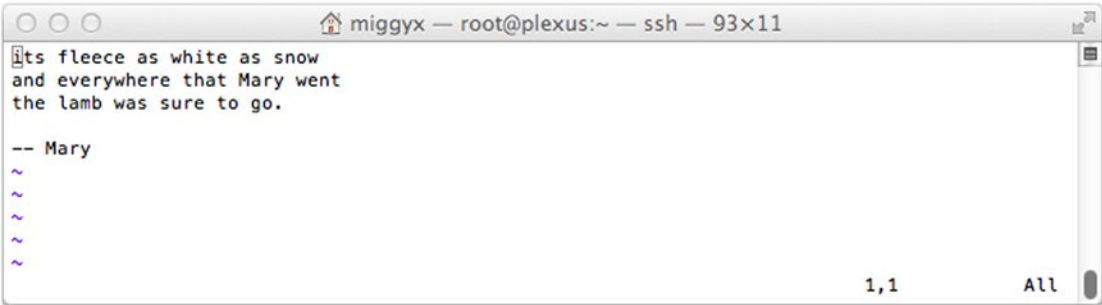 miggyx — root@plexus:~ — ssh — 93×11
its fleece as white as snow
and everywhere that Mary went
the lamb was sure to go.

-- Mary
~
~
~
~
~
1,1 All